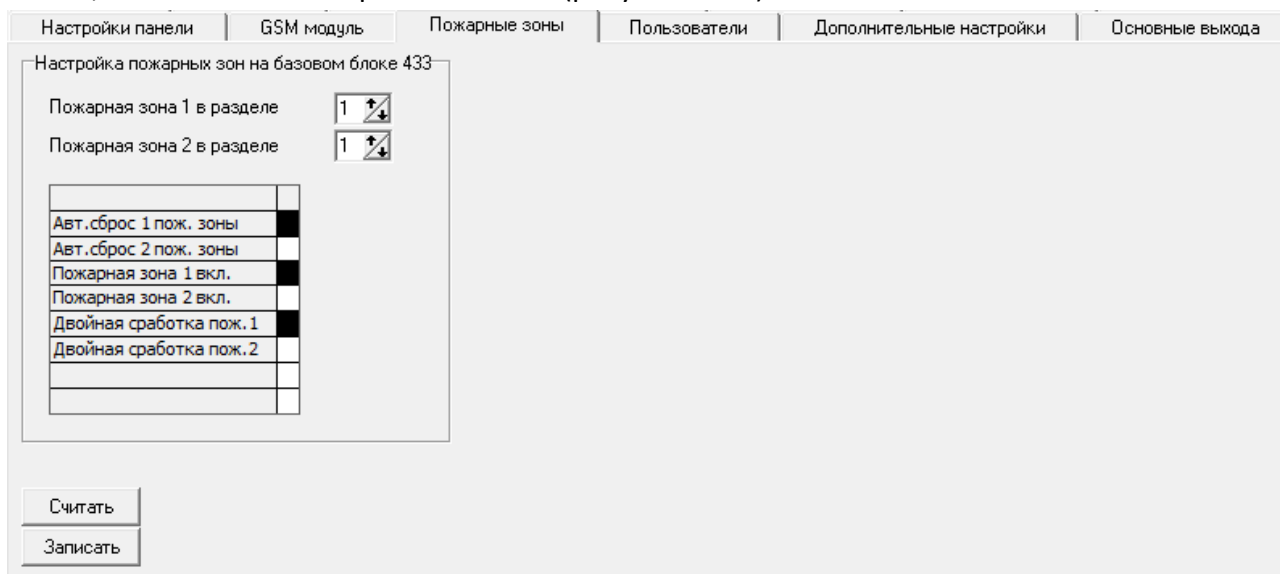 Настройки панели GSM модуль Пожарные зоны Пользователи Дополнительные настройки Основные выхода
Настройка пожарных зон на базовом блоке 433
Пожарная зона 1 в разделе 1
Пожарная зона 2 в разделе 1
Авт.сброс 1 пож. зоны
Авт.сброс 2 пож. зоны
Пожарная зона 1 вкл.
Пожарная зона 2 вкл.
Двойная сработка пож.1
Двойная сработка пож.2
Считать
Записать